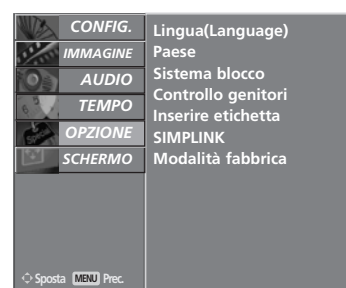 CONFIG.
IMMAGINE
AUDIO
TEMPO
OPZIONE
SCHERMO
Lingua(Language)
Paese
Sistema blocco
Controllo genitori
Inserire etichetta
SIMPLINK
Modalità fabbrica
Sposta MENU Prec.